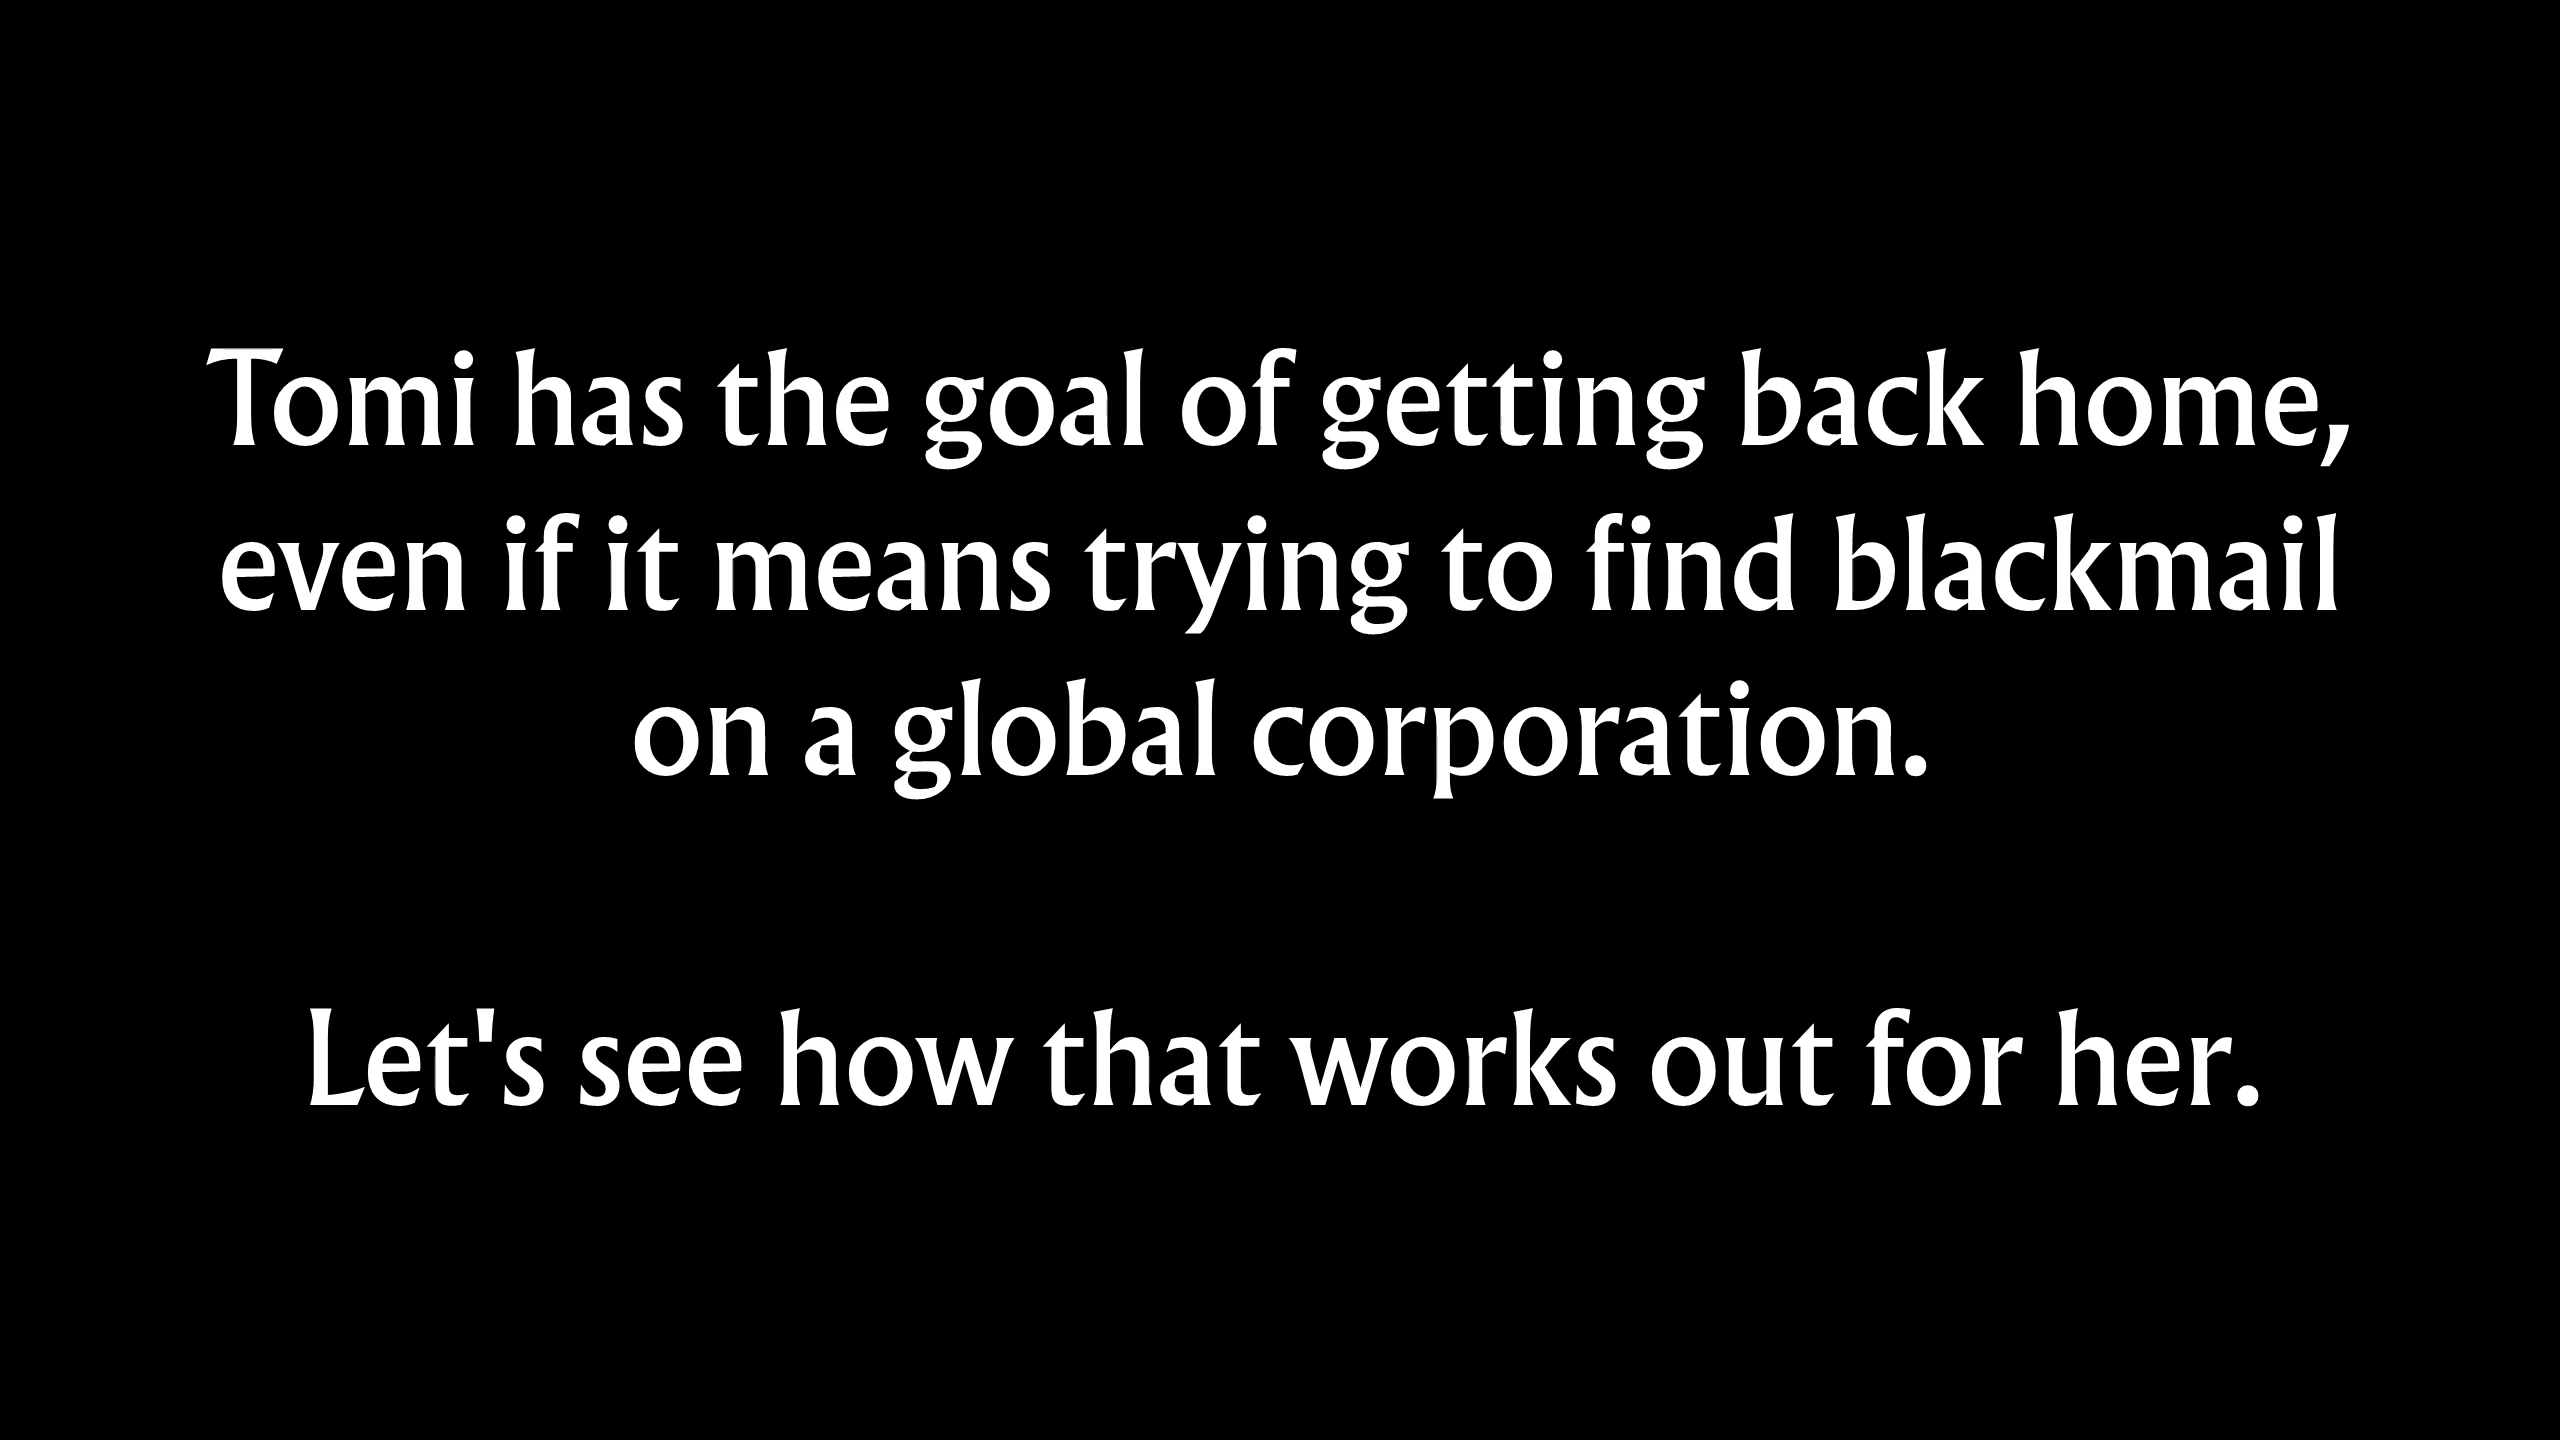 Tomi has the goal of getting back home,
even if it means trying to find blackmail
on a global corporation.
Let's see how that works out for her.